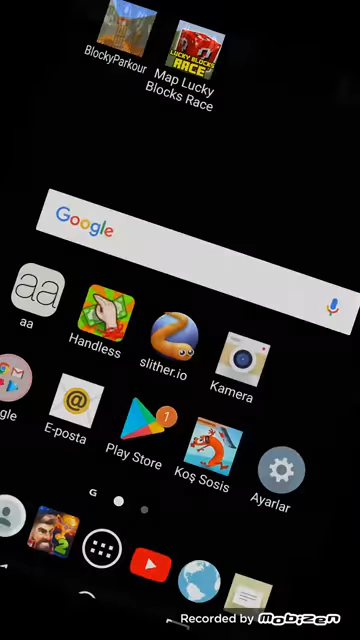 BlockyParkour
Map Lucky
Blocks Race
LUCKY BLOCKS
RACE
Google
aa
aa
Handless
slither.io
Kamera
gle
E-posta
1
Play Store
Koş Sosis
Ayarlar
G
2
Recorded by mobizen